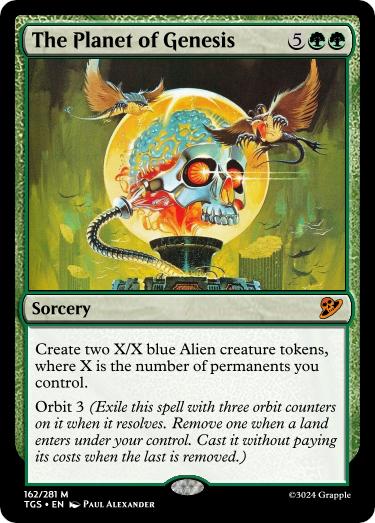 The Planet of Genesis 5
Sorcery
Create two X/X blue Alien creature tokens,
where X is the number of permanents you
control.
Orbit 3 (Exile this spell with three orbit counters
on it when it resolves. Remove one when a land
enters under your control. Cast it without paying
its costs when the last is removed.)
162/281 M
TGS • EN Paul Alexander
©3024 Grapple